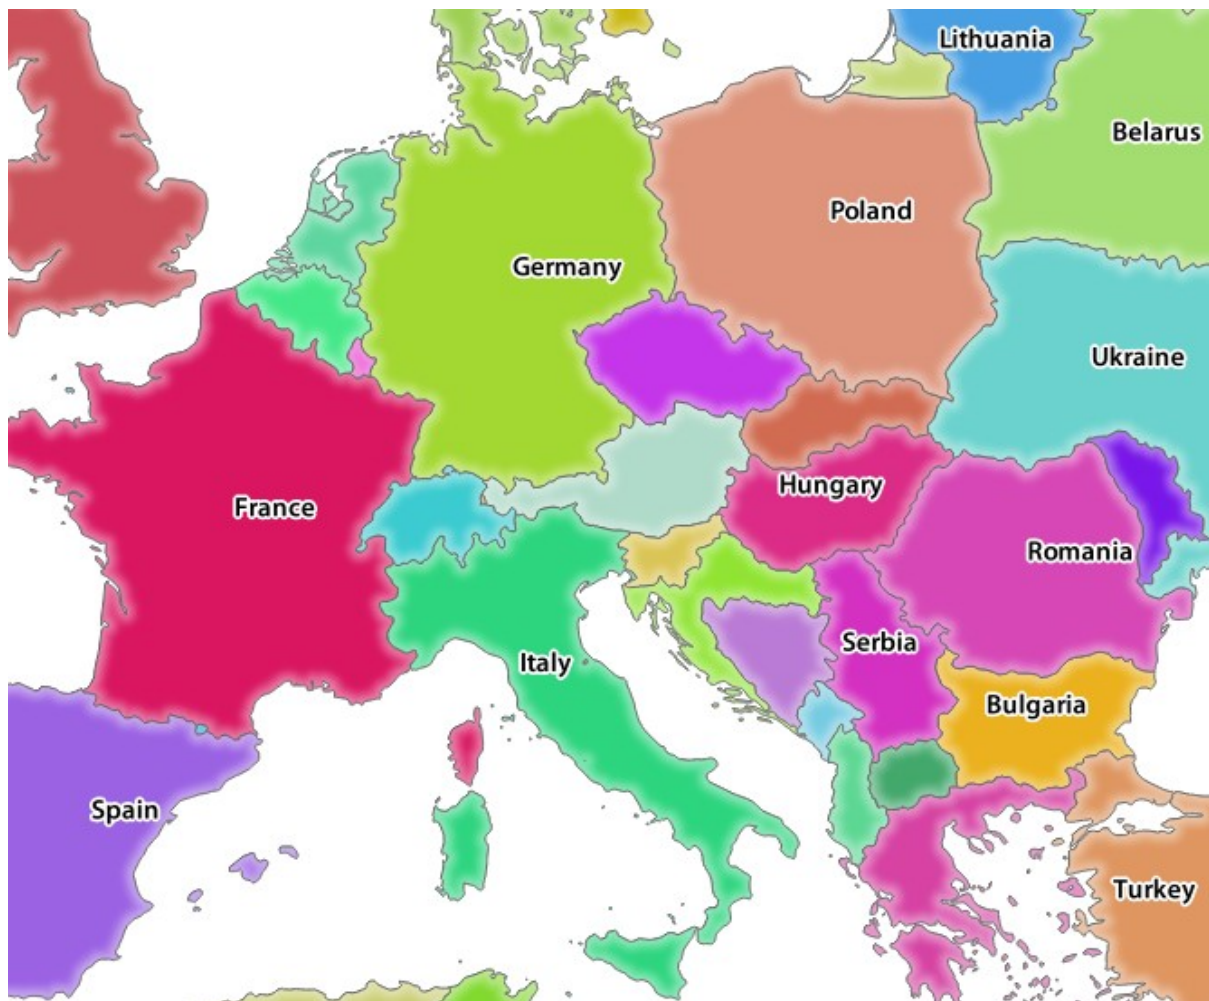 Lithuania
Belarus
Poland
Germany
Ukraine
Hungary
France
Romania
Serbia
Italy
Bulgaria
Spain
Turkey